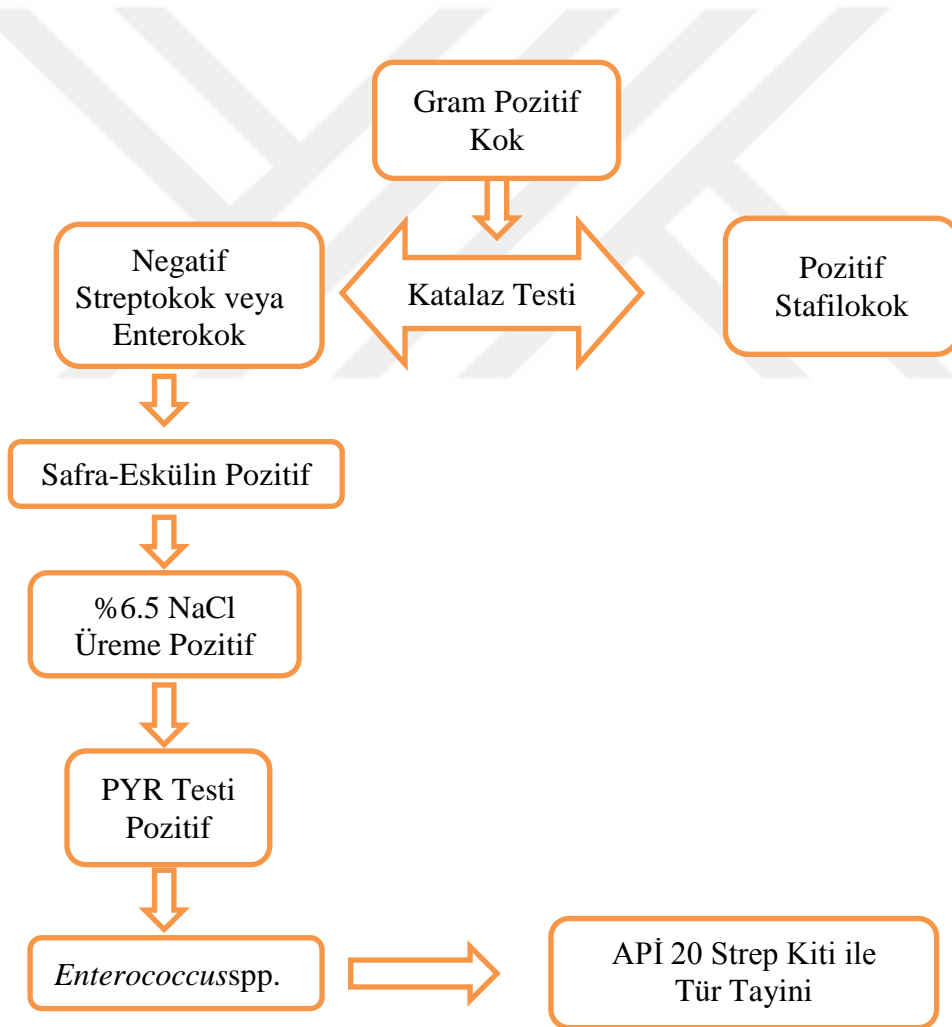 Gram Pozitif
Kok
Negatif
Streptokok veya
Enterokok
Katalaz Testi
Pozitif
Stafilokok
Safra-Eskülin Pozitif
%6.5 NaCl
Üreme Pozitif
PYR Testi
Pozitif
Enterococcusspp.
APİ 20 Strep Kiti ile
Tür Tayini